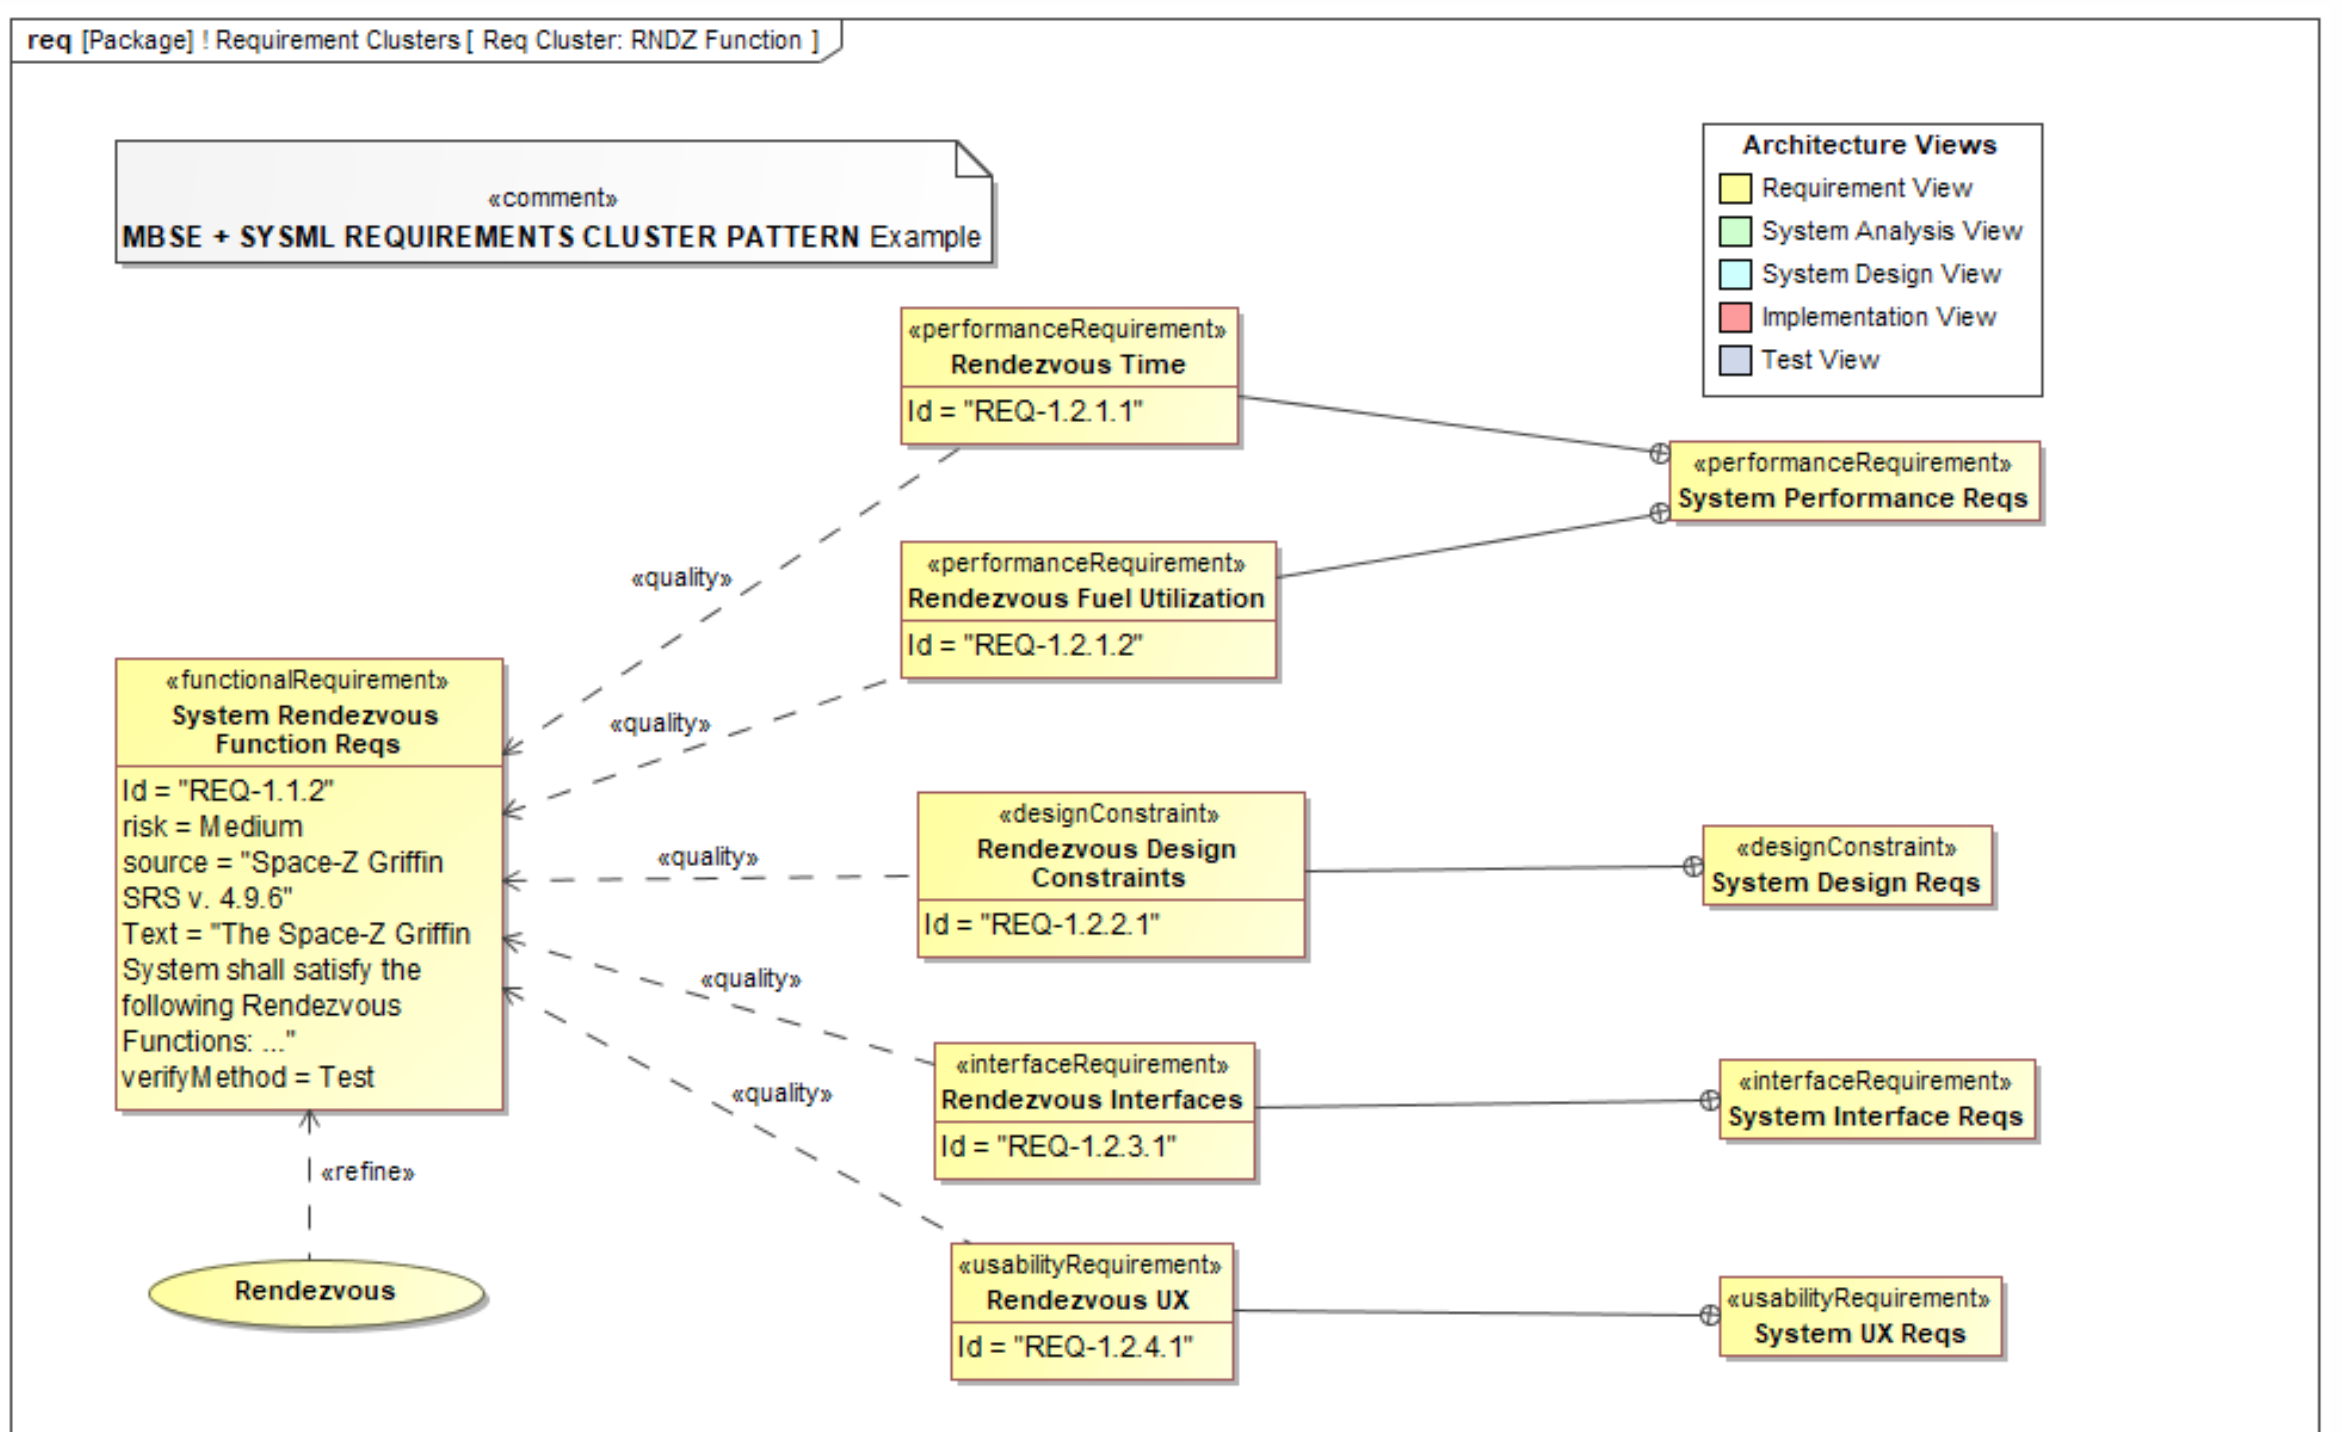 req [Package] ! Requirement Clusters [ Req Cluster: RNDZ Function ]
«comment»
MBSE + SYSML REQUIREMENTS CLUSTER PATTERN Example
Architecture Views
Requirement View
System Analysis View
System Design View
Implementation View
Test View
«performanceRequirement»
Rendezvous Time
Id = "REQ-1.2.1.1"
«performanceRequirement»
System Performance Reqs
«quality»
«performanceRequirement»
Rendezvous Fuel Utilization
Id = "REQ-1.2.1.2"
«quality»
«functionalRequirement»
System Rendezvous
Function Reqs
Id = "REQ-1.1.2"
risk = Medium
source = "Space-Z Griffin
SRS v. 4.9.6"
Text = "The Space-Z Griffin
System shall satisfy the
following Rendezvous
Functions: ..."
verifyMethod = Test
«quality»
«designConstraint»
Rendezvous Design
Constraints
Id = "REQ-1.2.2.1"
«designConstraint»
System Design Reqs
«quality»
«interfaceRequirement»
Rendezvous Interfaces
Id = "REQ-1.2.3.1"
«interfaceRequirement»
System Interface Reqs
«quality»
«refine»
Rendezvous
«usabilityRequirement»
Rendezvous UX
Id = "REQ-1.2.4.1"
«usabilityRequirement»
System UX Reqs